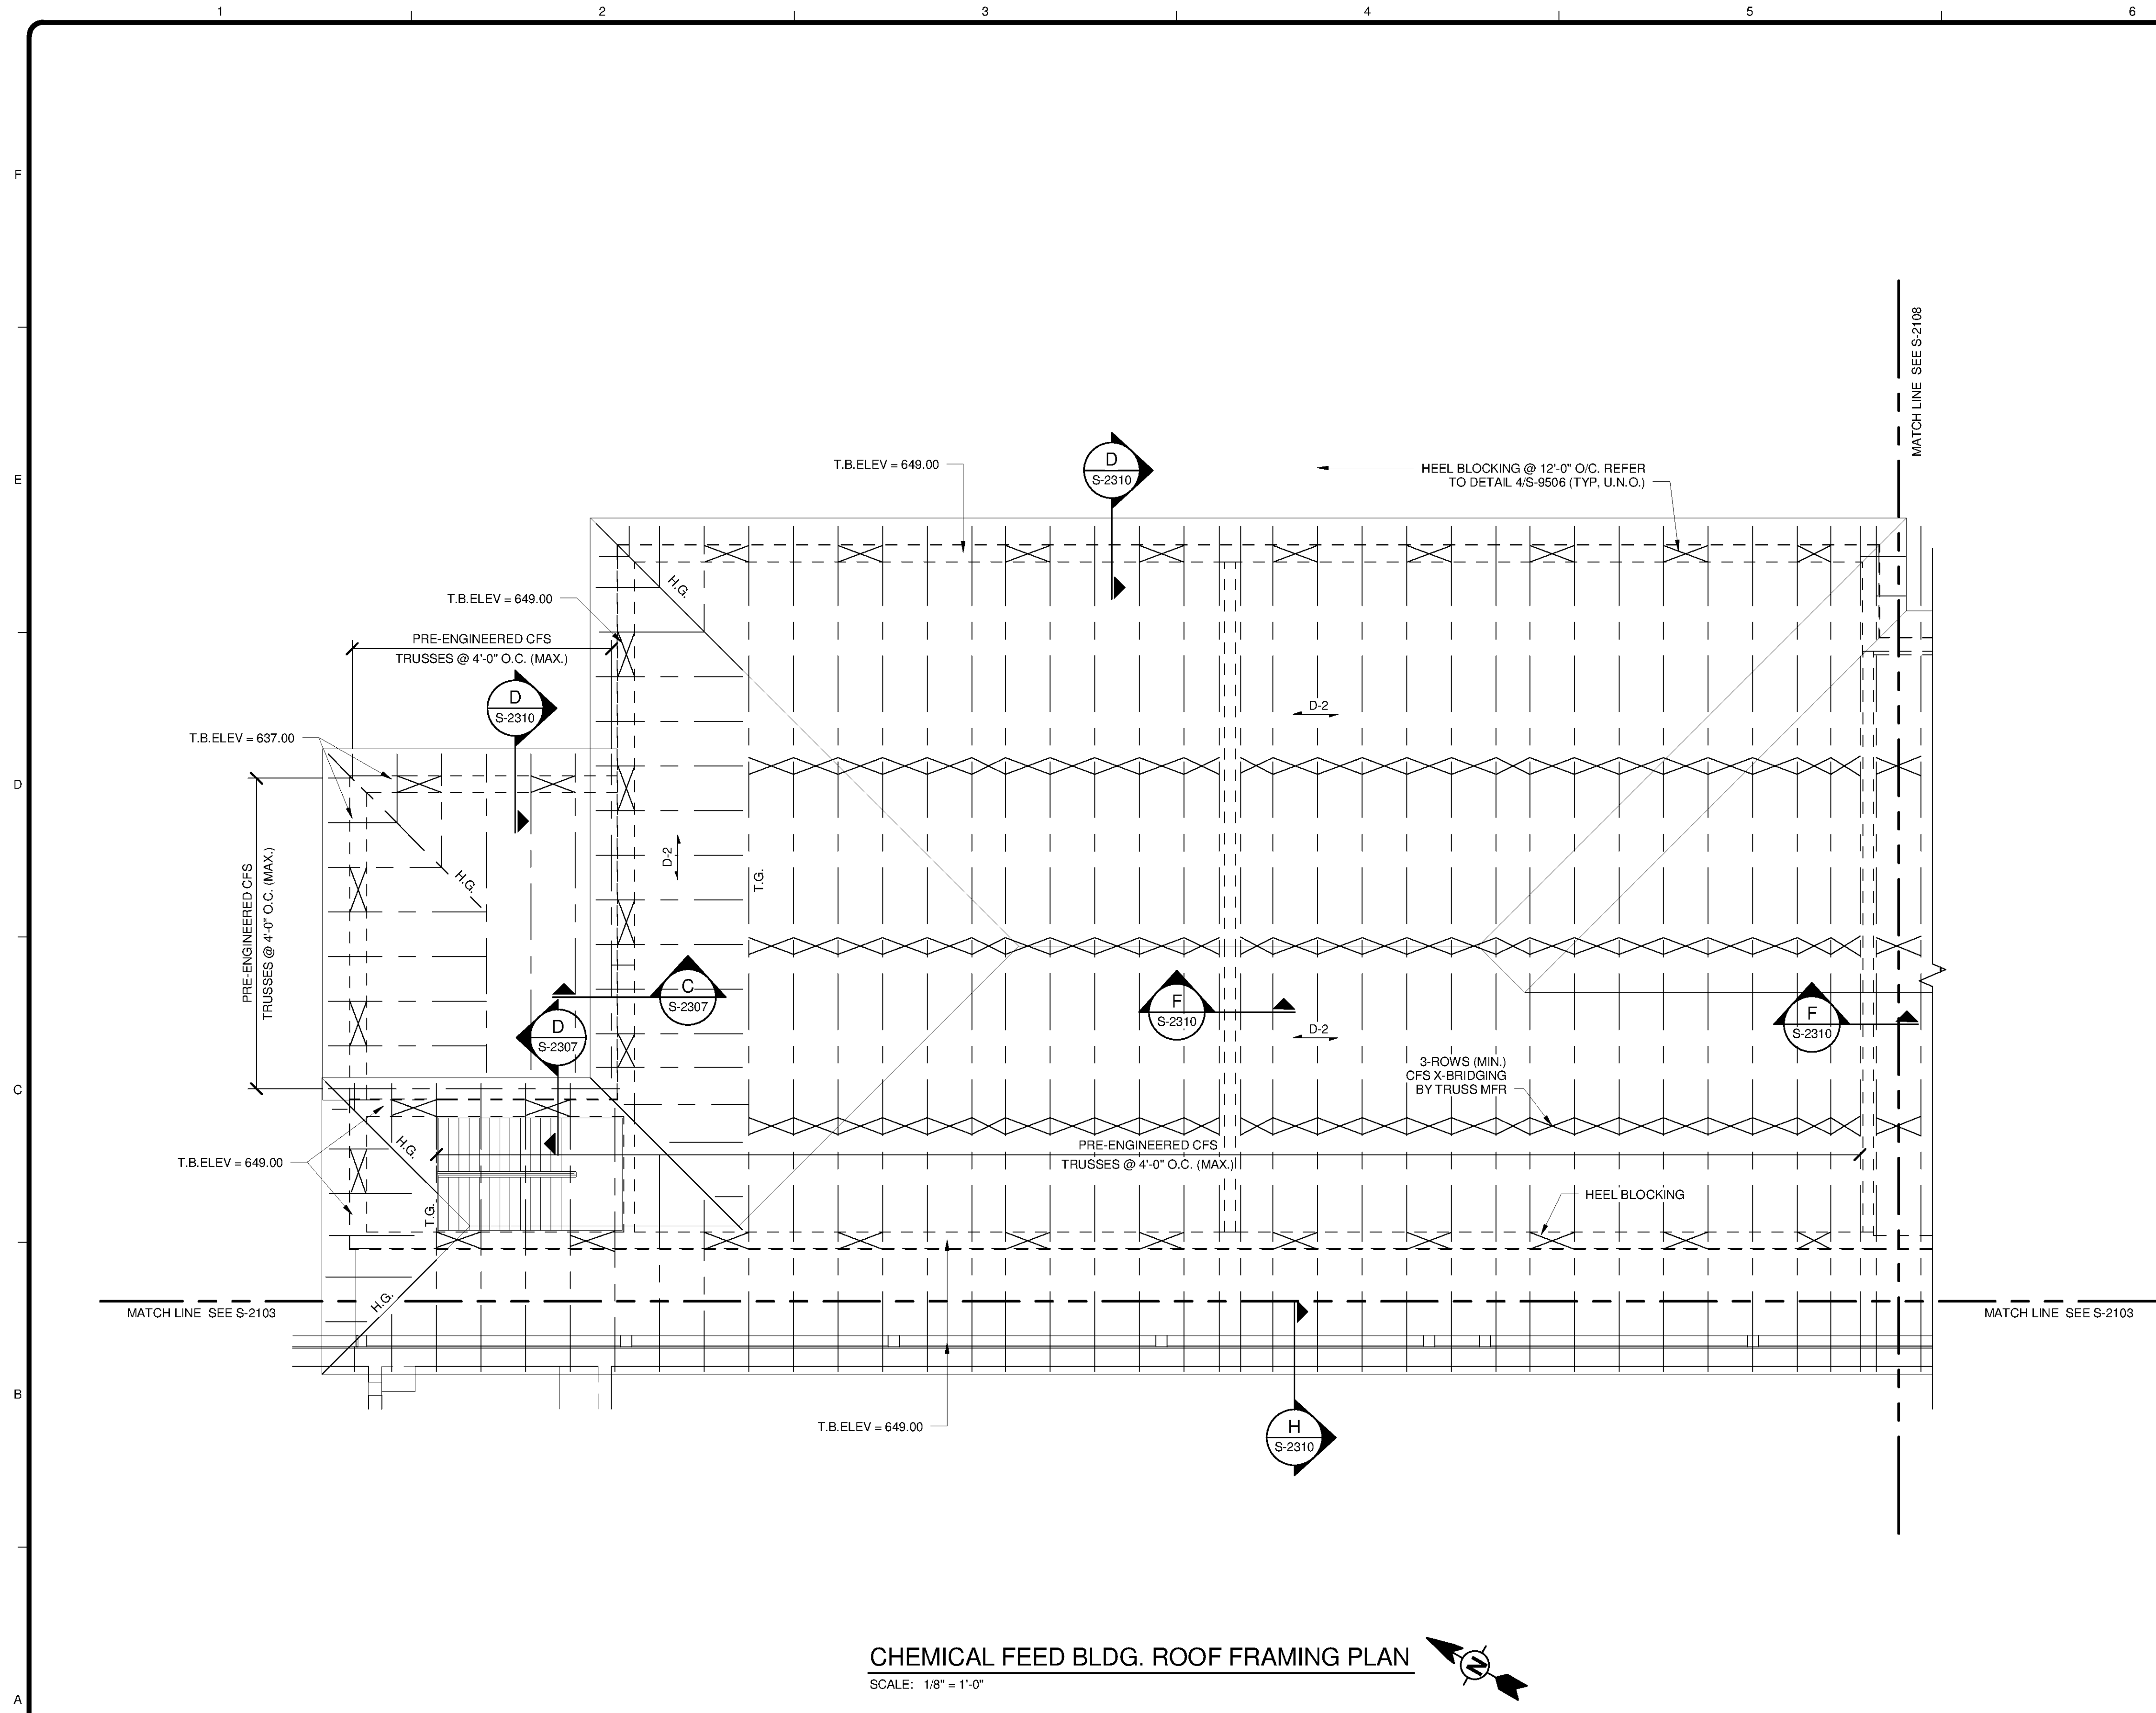 1 2 3 4 5 6
F
MATCH LINE SEE S-2108
E
T.B.ELEV = 649.00
D
S-2310
HEEL BLOCKING @ 12'-0" O/C. REFER
TO DETAIL 4/S-9506 (TYP, U.N.O.)
H.G.
T.B.ELEV = 649.00
PRE-ENGINEERED CFS
TRUSSES @ 4'-0" O.C. (MAX.)
D
S-2310
D-2
T.B.ELEV = 637.00
D
PRE-ENGINEERED CFS
TRUSSES @ 4'-0" O.C. (MAX.)
H.G.
D-2
T.G.
C
S-2307
D
S-2307
F
S-2310
D-2
F
S-2310
3-ROWS (MIN.)
CFS X-BRIDGING
BY TRUSS MFR
C
H.G.
T.B.ELEV = 649.00
PRE-ENGINEERED CFS
TRUSSES @ 4'-0" O.C. (MAX.)
T.G.
HEEL BLOCKING
H.G.
MATCH LINE SEE S-2103
MATCH LINE SEE S-2103
B
T.B.ELEV = 649.00
H
S-2310
CHEMICAL FEED BLDG. ROOF FRAMING PLAN
SCALE: 1/8" = 1'-0"
N
A